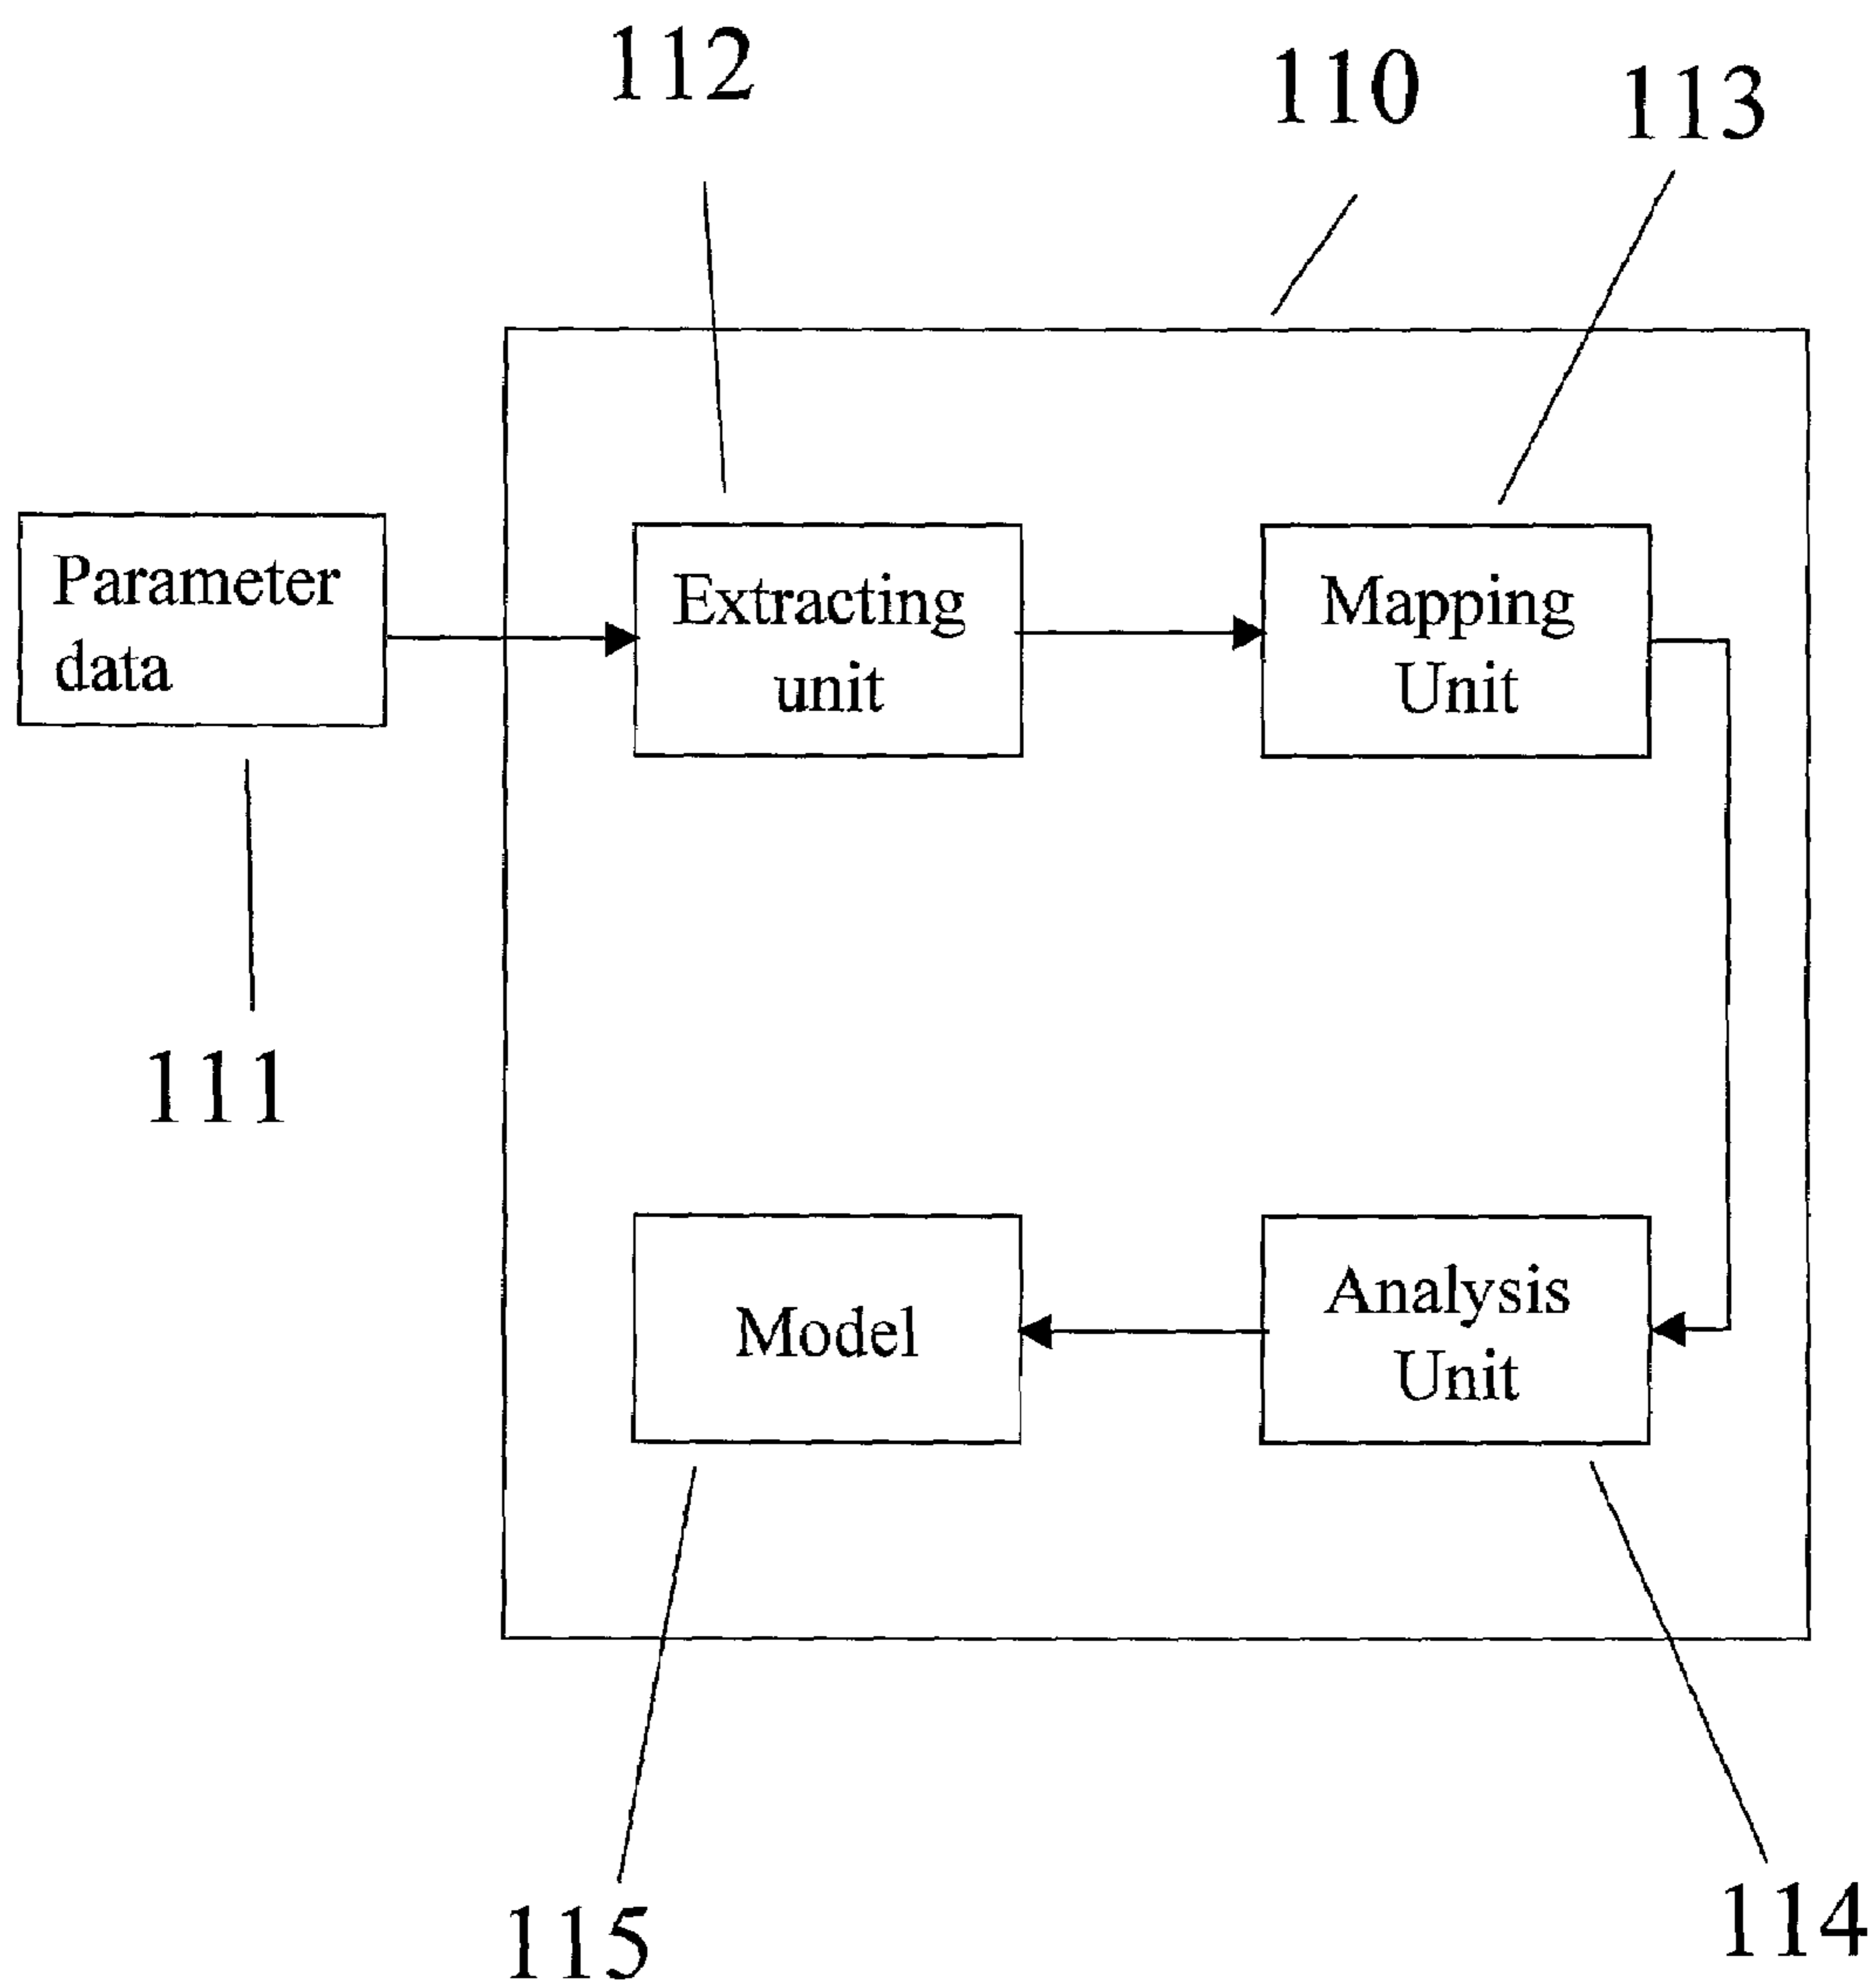 112
110
113
Parameter
data
Extracting
unit
Mapping
Unit
111
Model
Analysis
Unit
115
114